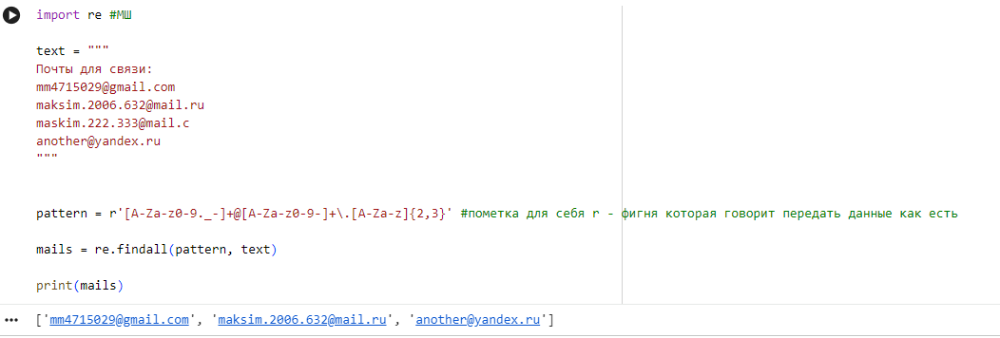 import re #МШ
text = """
Почты для связи:
mm4715029@gmail.com
maksim.2006.632@mail.ru
maskim.222.333@mail.c
another@yandex.ru
"""
pattern = r'[A-Za-z0-9._-]+@[A-Za-z0-9-]+\.[A-Za-z]{2,3}' #пометка для себя r - фигня которая говорит передать данные как есть
mails = re.findall(pattern, text)
print(mails)
['mm4715029@gmail.com', 'maksim.2006.632@mail.ru', 'another@yandex.ru']